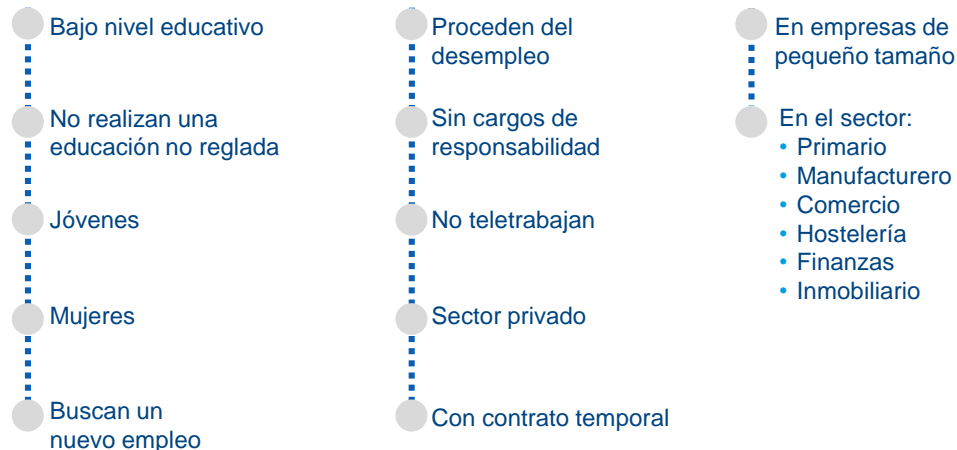 Bajo nivel educativo
No realizan una
educación no reglada
Jóvenes
Mujeres
Buscan un
nuevo empleo
Proceden del
desempleo
Sin cargos de
responsabilidad
No teletrabajan
Sector privado
Con contrato temporal
En empresas de
pequeño tamaño
En el sector:
• Primario
• Manufacturero
• Comercio
• Hostelería
• Finanzas
• Inmobiliario